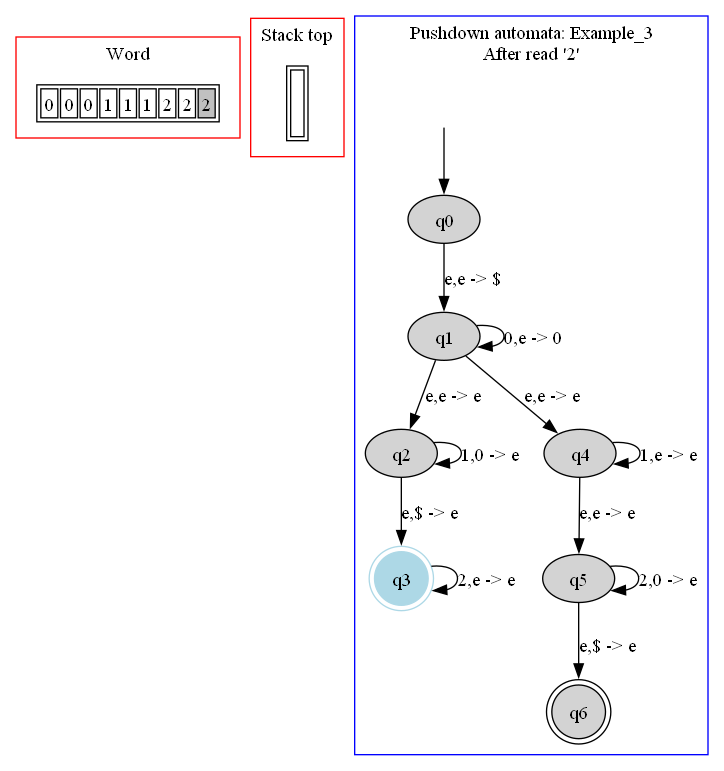 Word
0 0 0 1 1 1 2 2 2
Stack top
Pushdown automata: Example_3
After read '2'
q0
e,e -> $
q1
0,e -> 0
e,e -> e
e,e -> e
q2
1,0 -> e
q4
1,e -> e
e,$ -> e
e,e -> e
q3
2,e -> e
q5
2,0 -> e
e,$ -> e
q6